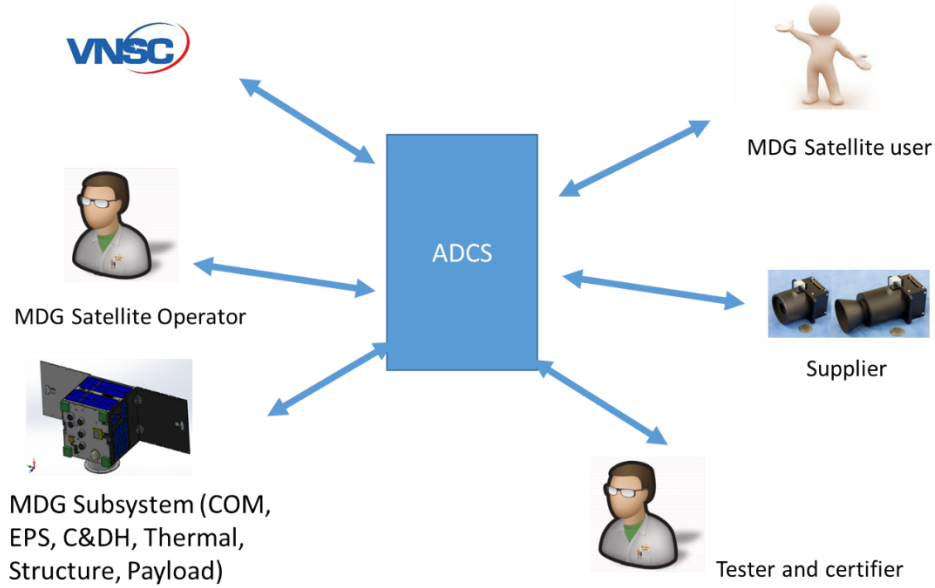 VNSC
MDG Satellite user
ADCS
MDG Satellite Operator
Supplier
MDG Subsystem (COM,
EPS, C&DH, Thermal,
Structure, Payload)
Tester and certifier